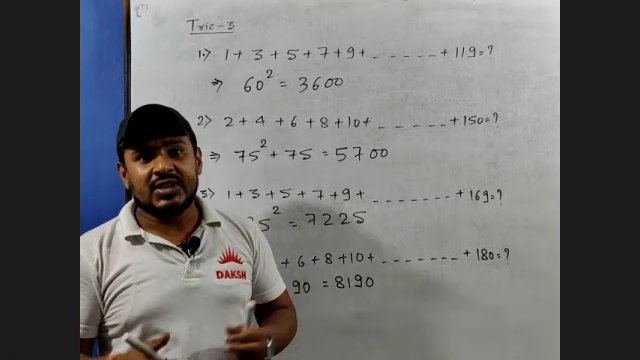 Tric-3
1.) 1 + 3 + 5 + 7 + 9 + - - - - - + 119 = ?
⇒ 60² = 3600
2) 2 + 4 + 6 + 8 + 10 + - - - - - + 150 = ?
⇒ 75² + 75 = 5700
3) 1 + 3 + 5 + 7 + 9 + - - - - - - - + 169 = ?
5² = 7225
+ 6 + 8 + 10 + - - - - - - - + 180 = ?
90 = 8190
DAKSH